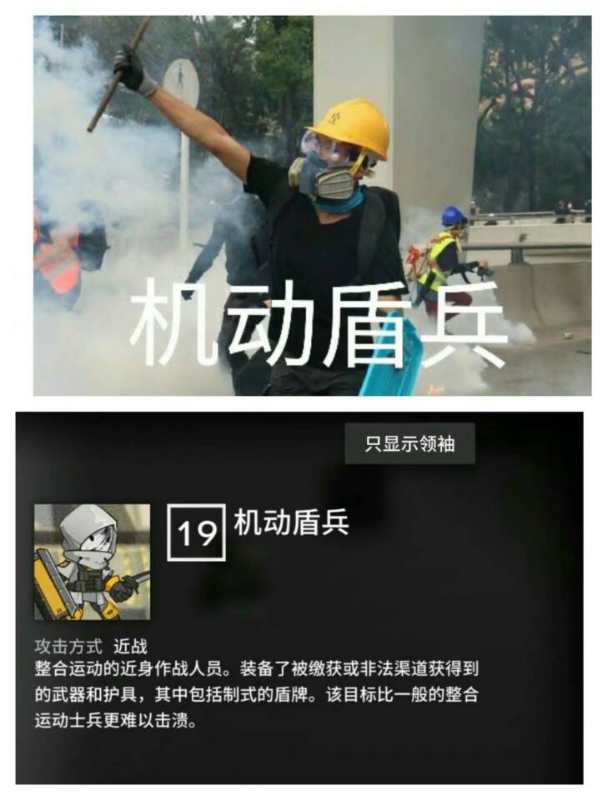 机动盾兵
只显示领袖
19 机动盾兵
攻击方式 近战
整合运动的近身作战人员。装备了被缴获或非法渠道获得到
的武器和护具，其中包括制式的盾牌。该目标比一般的整合
运动士兵更难以击溃。